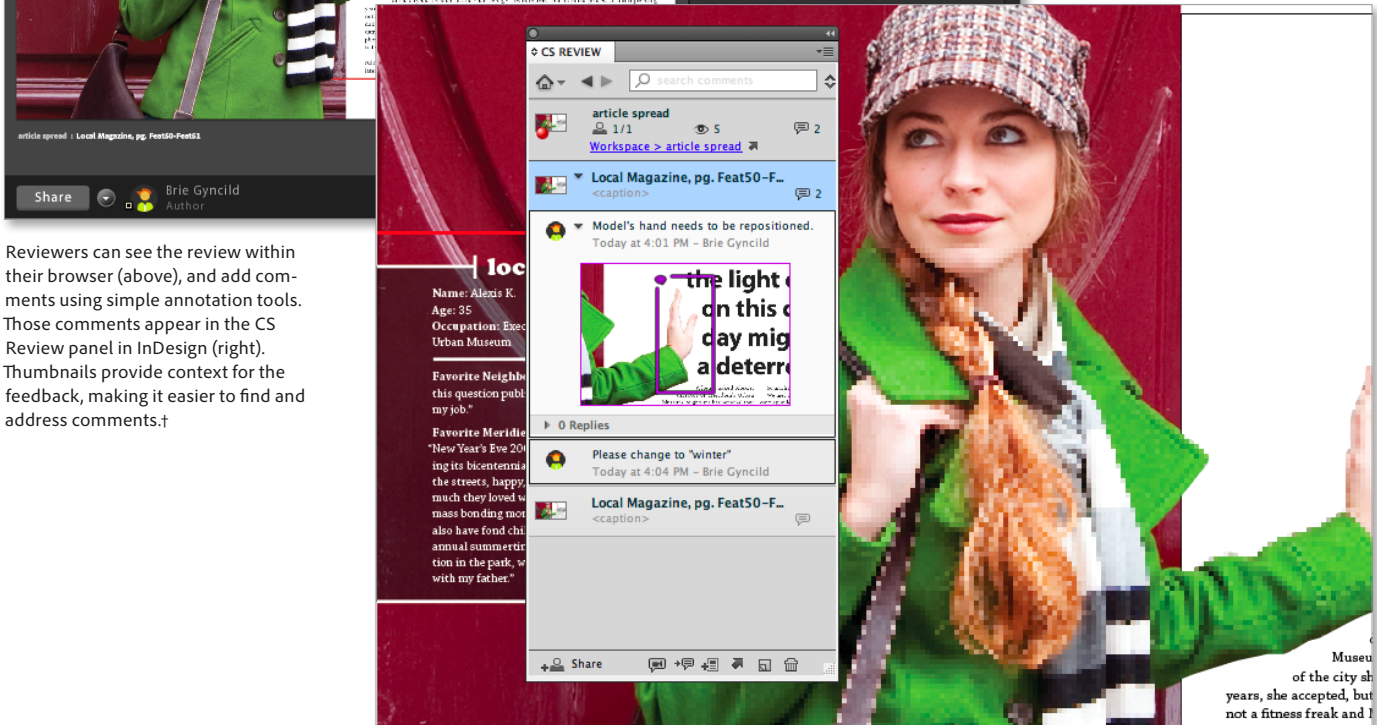 article spread : Local Magazine, pg. Feat50-Feat51
Share
Brie Gyncild
Author
Reviewers can see the review within
their browser (above), and add com-
ments using simple annotation tools.
Those comments appear in the CS
Review panel in InDesign (right).
Thumbnails provide context for the
feedback, making it easier to find and
address comments.†
CS REVIEW
search comments
article spread
1/1 5 2
Workspace > article spread
Local Magazine, pg. Feat50-F...
<caption> 2
Model's hand needs to be repositioned.
Today at 4:01 PM – Brie Gyncild
the light
on this
day mig
a deterre
0 Replies
Please change to "winter"
Today at 4:04 PM – Brie Gyncild
Local Magazine, pg. Feat50-F...
<caption>
Share
loc
Name: Alexis K.
Age: 35
Occupation: Exec
Urban Museum
Favorite Neighb
this question publ
my job."
Favorite Meridie
"New Year's Eve 200
ing its bicentennia
the streets, happy,
much they loved w
mass bonding mor
also have fond chi
annual summertin
tion in the park, w
with my father."
Museu
of the city sh
years, she accepted, but
not a fitness freak and